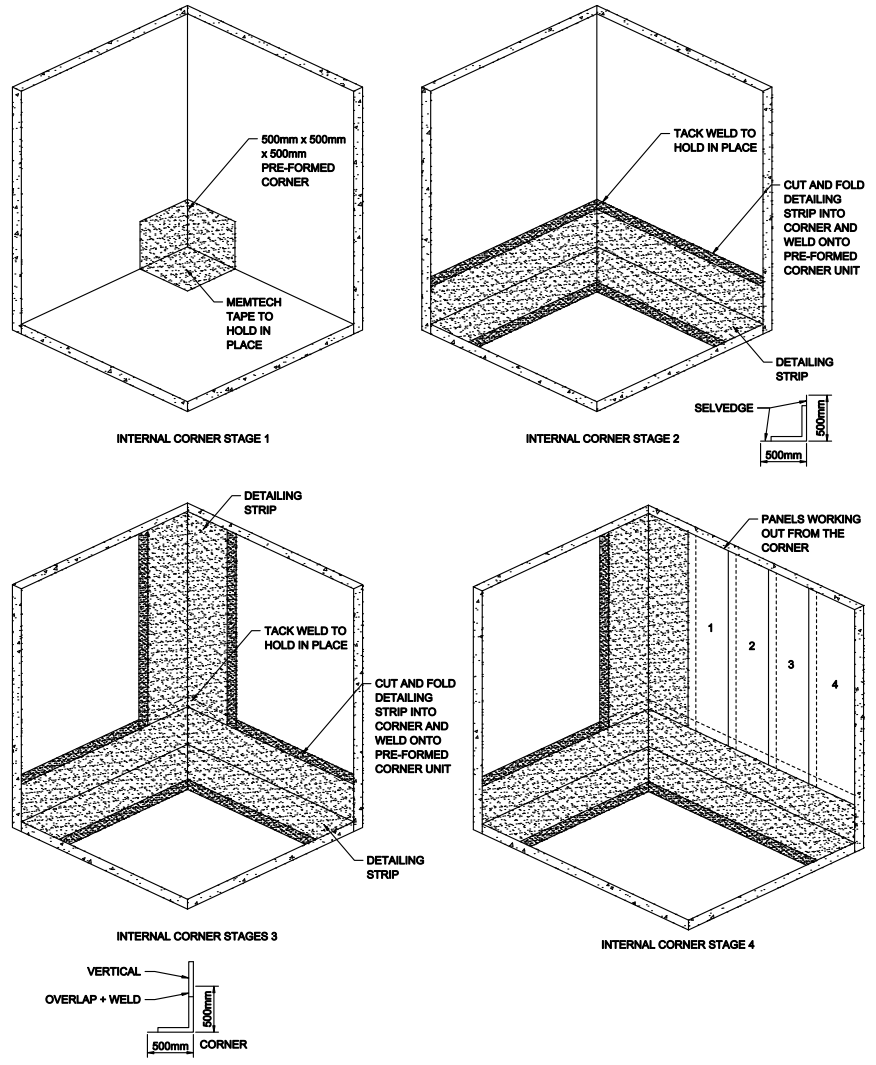 500mm x 500mm
x 500mm
PRE-FORMED
CORNER
MEMTECH
TAPE TO
HOLD IN
PLACE
INTERNAL CORNER STAGE 1
TACK WELD TO
HOLD IN PLACE
CUT AND FOLD
DETAILING
STRIP INTO
CORNER AND
WELD ONTO
PRE-FORMED
CORNER UNIT
DETAILING
STRIP
SELVEDGE
500mm
500mm
INTERNAL CORNER STAGE 2
DETAILING
STRIP
TACK WELD TO
HOLD IN PLACE
CUT AND FOLD
DETAILING
STRIP INTO
CORNER AND
WELD ONTO
PRE-FORMED
CORNER UNIT
DETAILING
STRIP
INTERNAL CORNER STAGES 3
VERTICAL
OVERLAP + WELD
500mm
500mm
CORNER
PANELS WORKING
OUT FROM THE
CORNER
1
2
3
4
INTERNAL CORNER STAGE 4